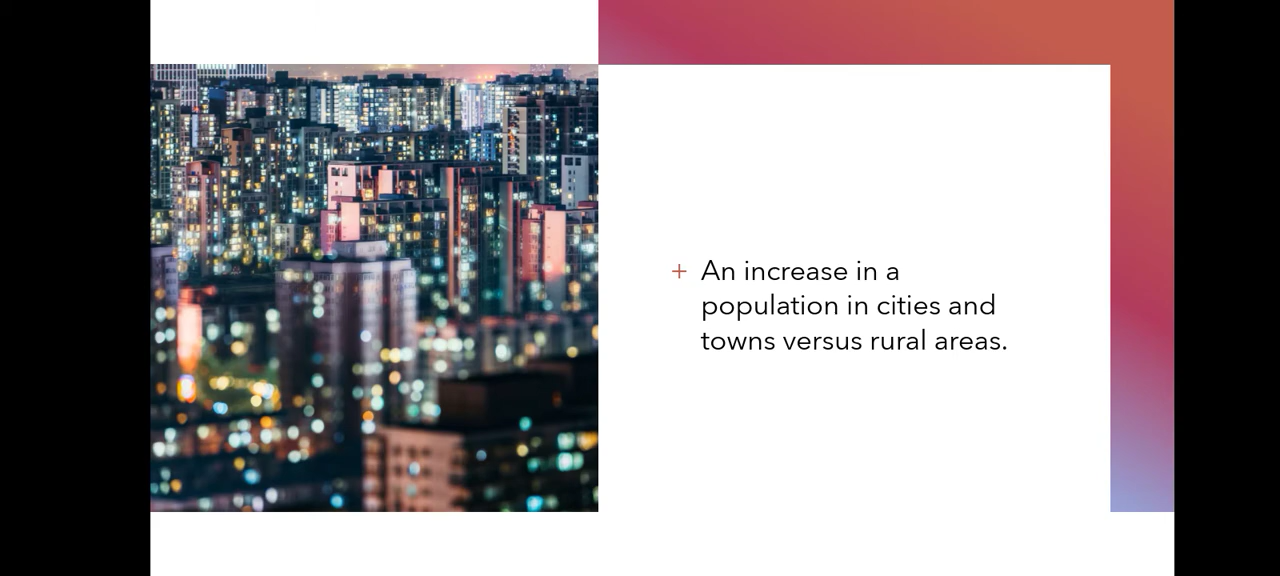 + An increase in a
population in cities and
towns versus rural areas.